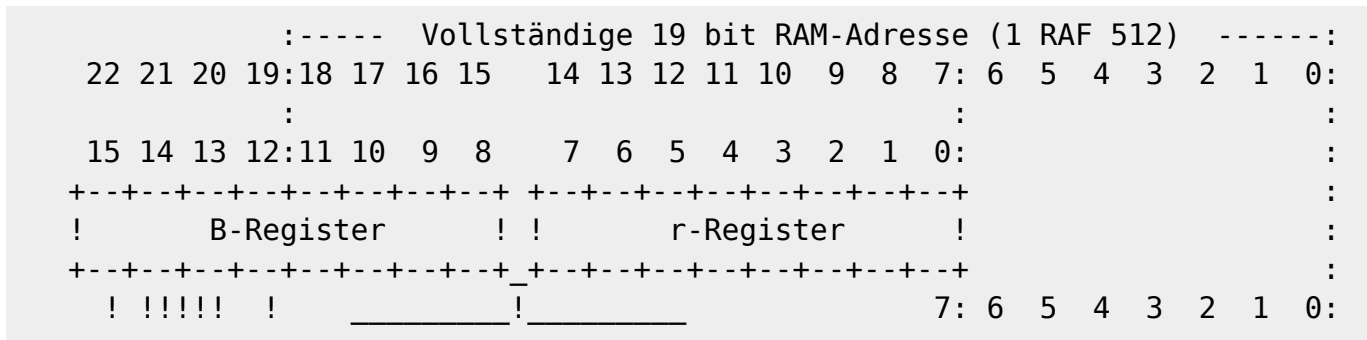 :-----  Vollständige 19 bit RAM-Adresse (1 RAF 512)  ------:
22 21 20 19:18 17 16 15   14 13 12 11 10  9  8  7: 6  5  4  3  2  1  0:
:                                    :                    :
15 14 13 12:11 10  9  8    7  6  5  4  3  2  1  0:                    :
+--+--+--+--+--+--+--+--+ +--+--+--+--+--+--+--+--+                    :
!       B-Register      ! !       r-Register      !                    :
+--+--+--+--+--+--+--+--+_+--+--+--+--+--+--+--+--+                    :
! !!!!!  !    _________!_________              7: 6  5  4  3  2  1  0: